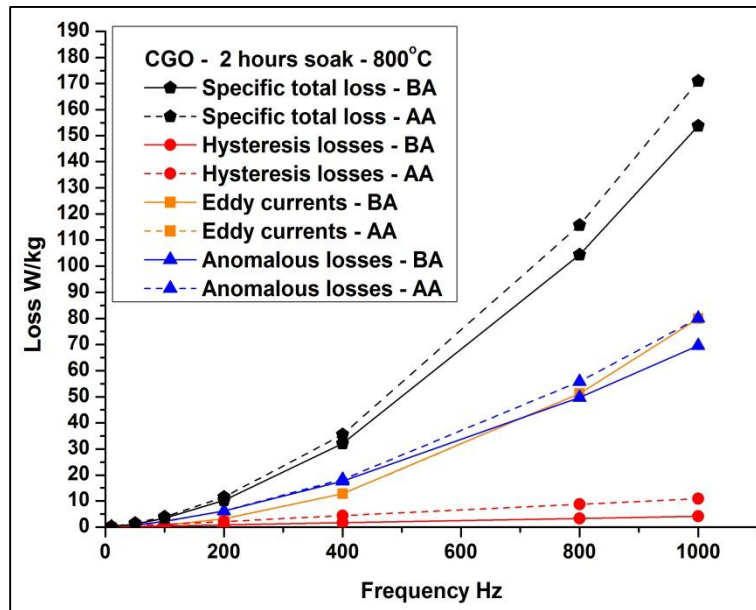 CGO - 2 hours soak - 800°C
Specific total loss - BA
Specific total loss - AA
Hysteresis losses - BA
Hysteresis losses - AA
Eddy currents - BA
Eddy currents - AA
Anomalous losses - BA
Anomalous losses - AA
Loss W/kg
190
180
170
160
150
140
130
120
110
100
90
80
70
60
50
40
30
20
10
0
0 200 400 600 800 1000
Frequency Hz